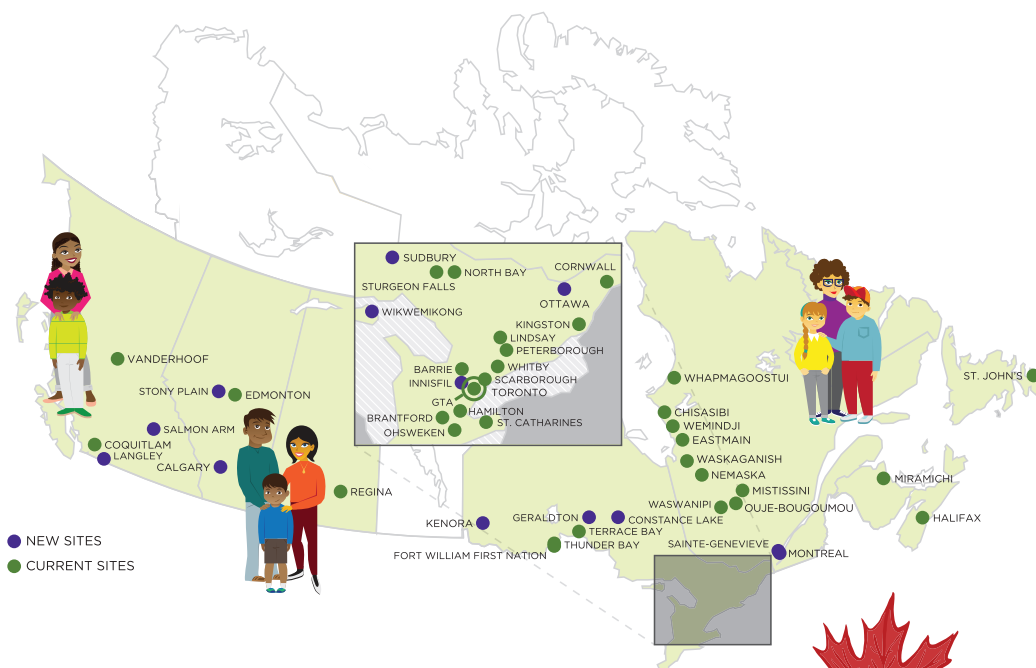 SUDBURY
NORTH BAY
STURGEON FALLS
CORNWALL
OTTAWA
WIKWEMIKONG
KINGSTON
LINDSAY
PETERBOROUGH
BARRIE
WHITBY
INNISFIL
SCARBOROUGH
TORONTO
GTA
HAMILTON
BRANTFORD
ST. CATHARINES
OHSWEKEN
VANDERHOOF
STONY PLAIN
EDMONTON
SALMON ARM
COQUITLAM
LANGLEY
CALGARY
REGINA
WHAPMAGOOSTUI
ST. JOHN'S
CHISASIBI
WEMINDJI
EASTMAIN
WASKAGANISH
NEMASKA
MISTISSINI
WASWANIPI
OUJE-BOUGOUMOU
MIRAMICHI
HALIFAX
KENORA
GERALDTON
CONSTANCE LAKE
TERRACE BAY
THUNDER BAY
FORT WILLIAM FIRST NATION
SAINTE-GENEVIEVE
MONTREAL
NEW SITES
CURRENT SITES